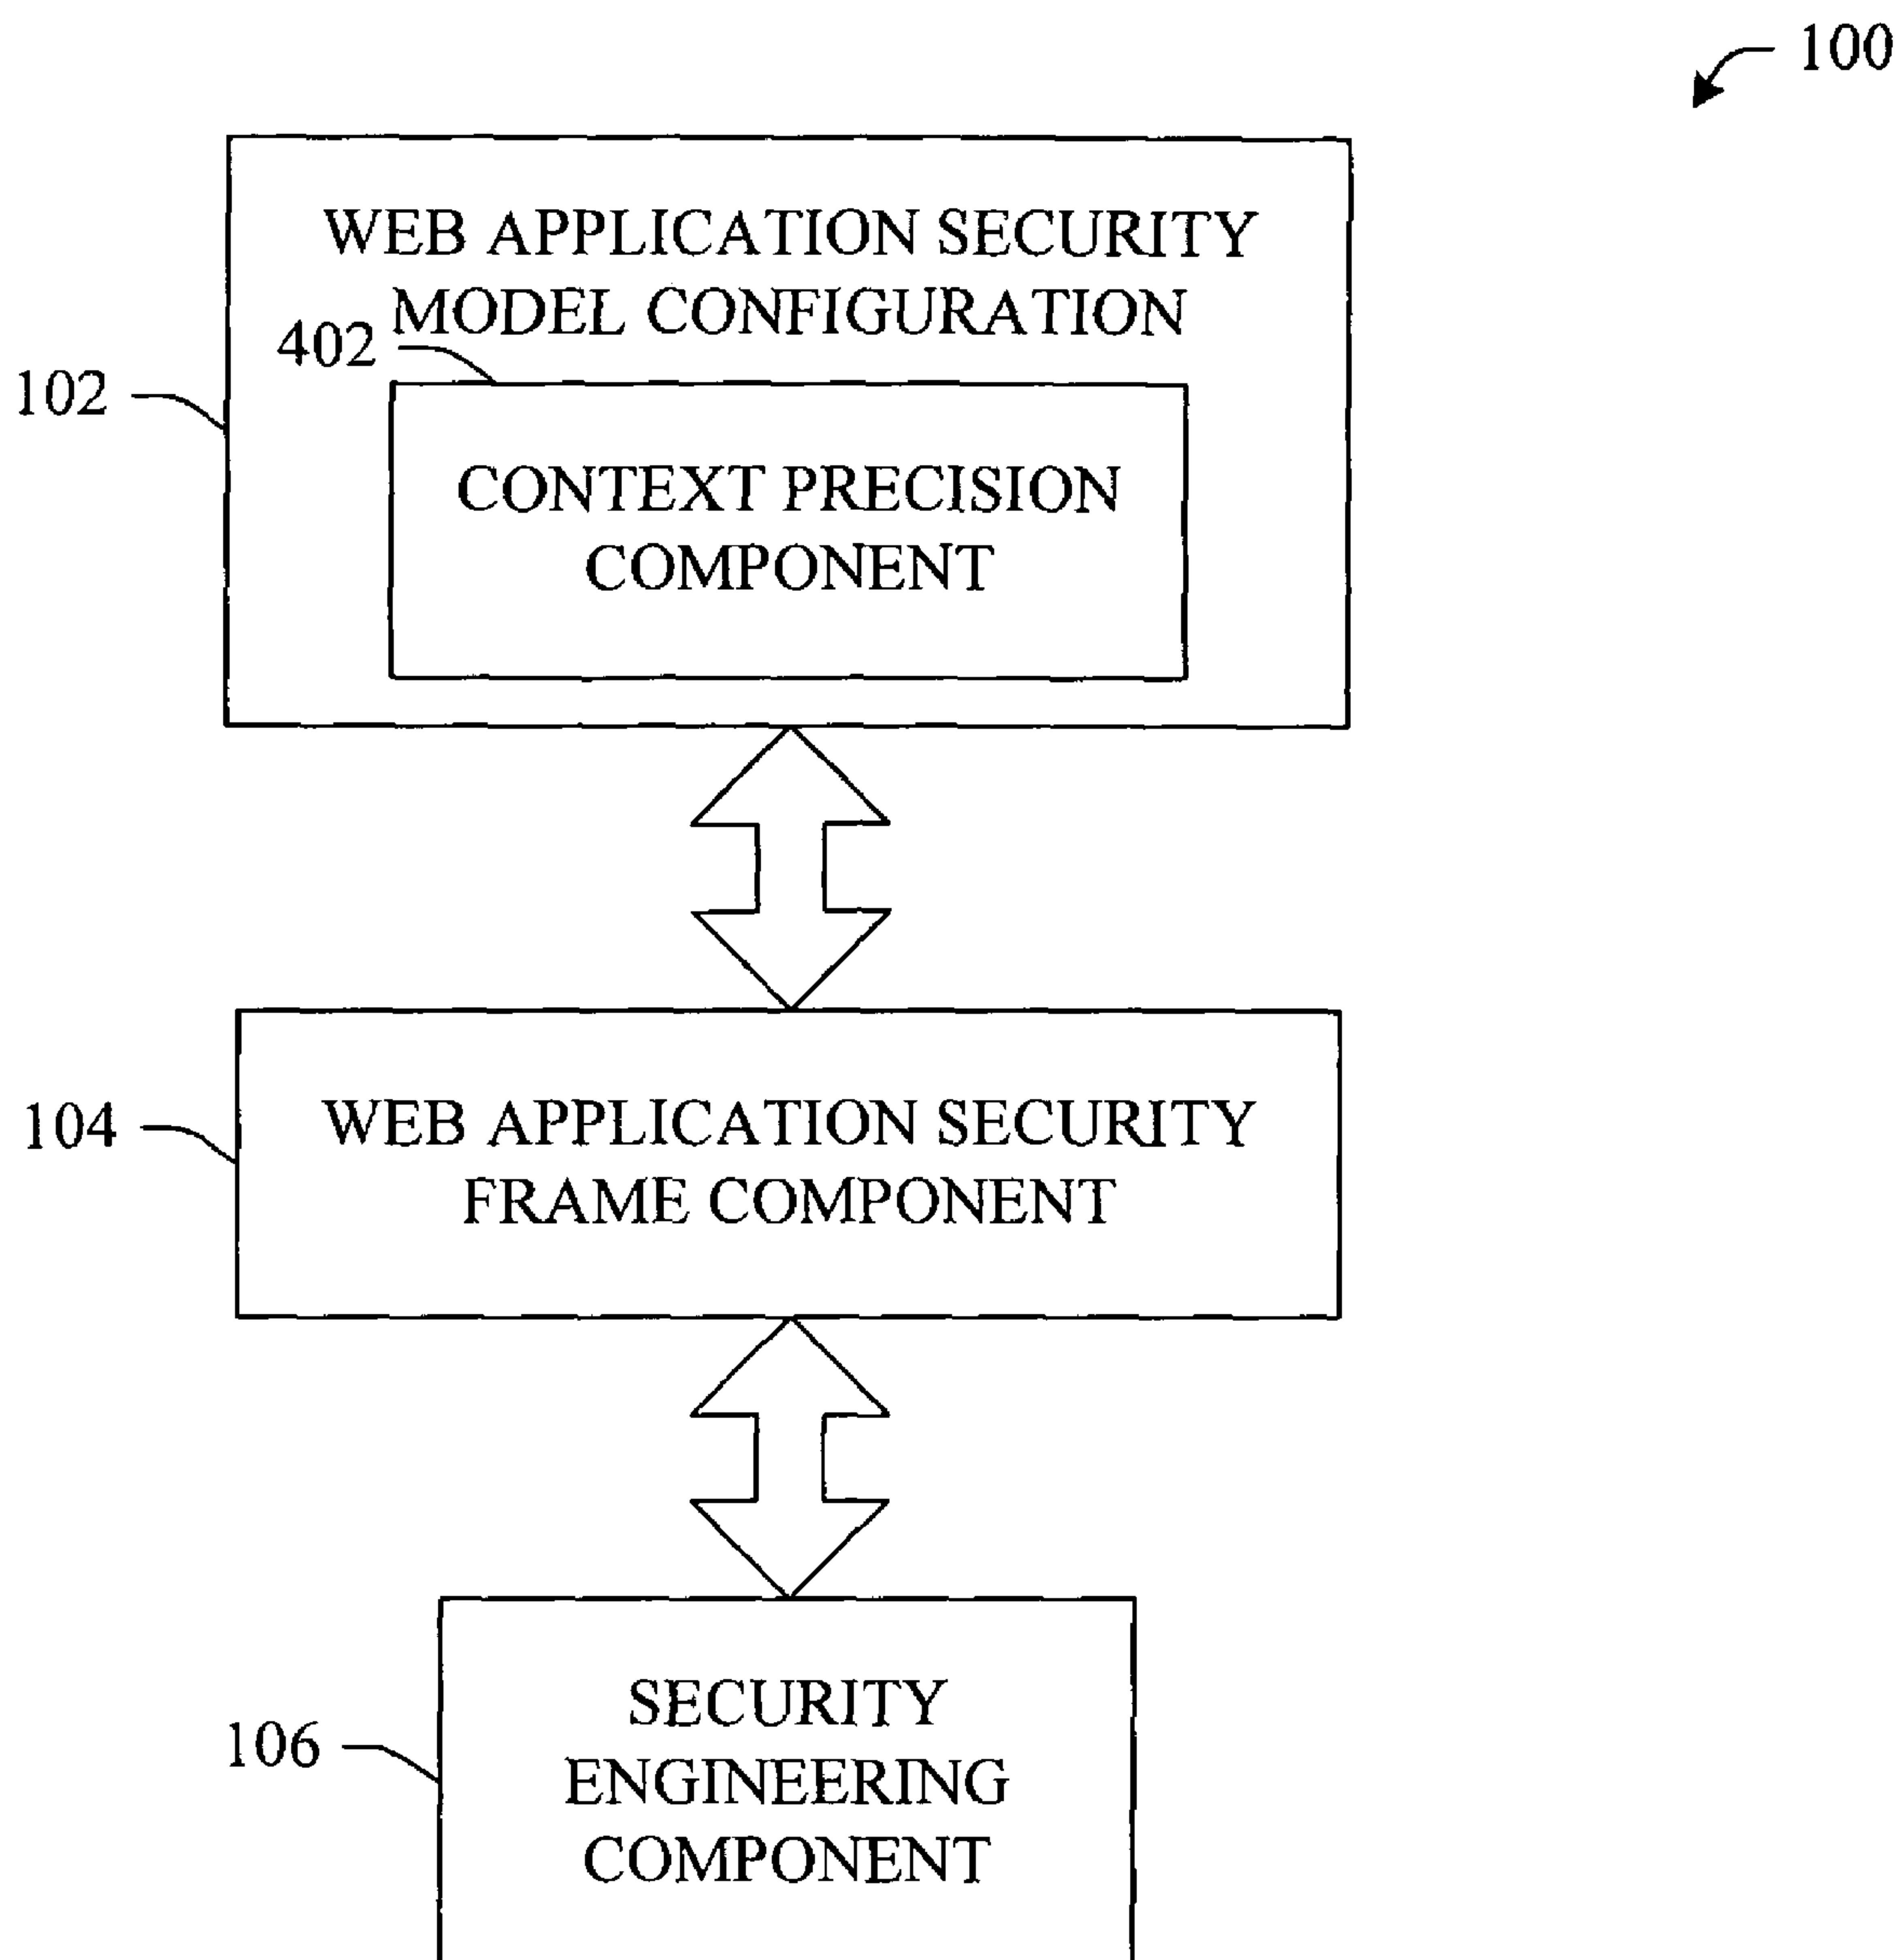 100
WEB APPLICATION SECURITY
MODEL CONFIGURATION
402
102
CONTEXT PRECISION
COMPONENT
104
WEB APPLICATION SECURITY
FRAME COMPONENT
106
SECURITY
ENGINEERING
COMPONENT